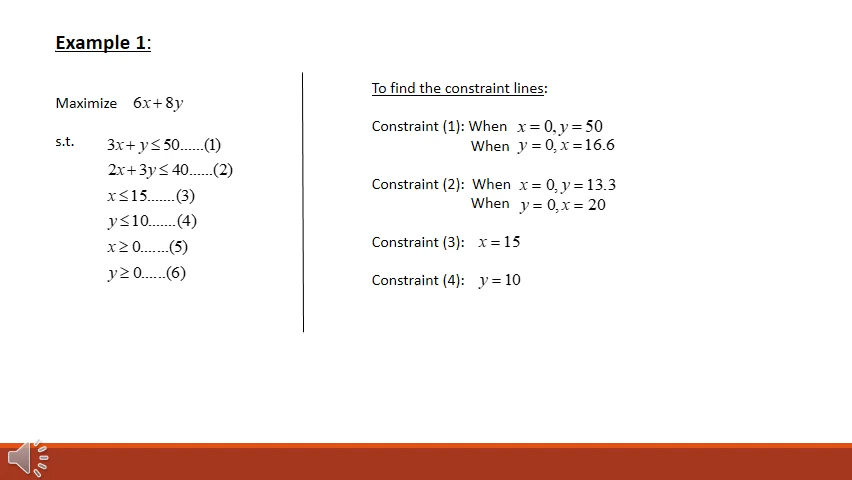 Example 1:
Maximize 6x + 8y
s.t. 3x + y ≤ 50......(1)
2x + 3y ≤ 40......(2)
x ≤ 15.......(3)
y ≤ 10.......(4)
x ≥ 0.......(5)
y ≥ 0......(6)
To find the constraint lines:
Constraint (1): When x = 0, y = 50
When y = 0, x = 16.6
Constraint (2): When x = 0, y = 13.3
When y = 0, x = 20
Constraint (3): x = 15
Constraint (4): y = 10